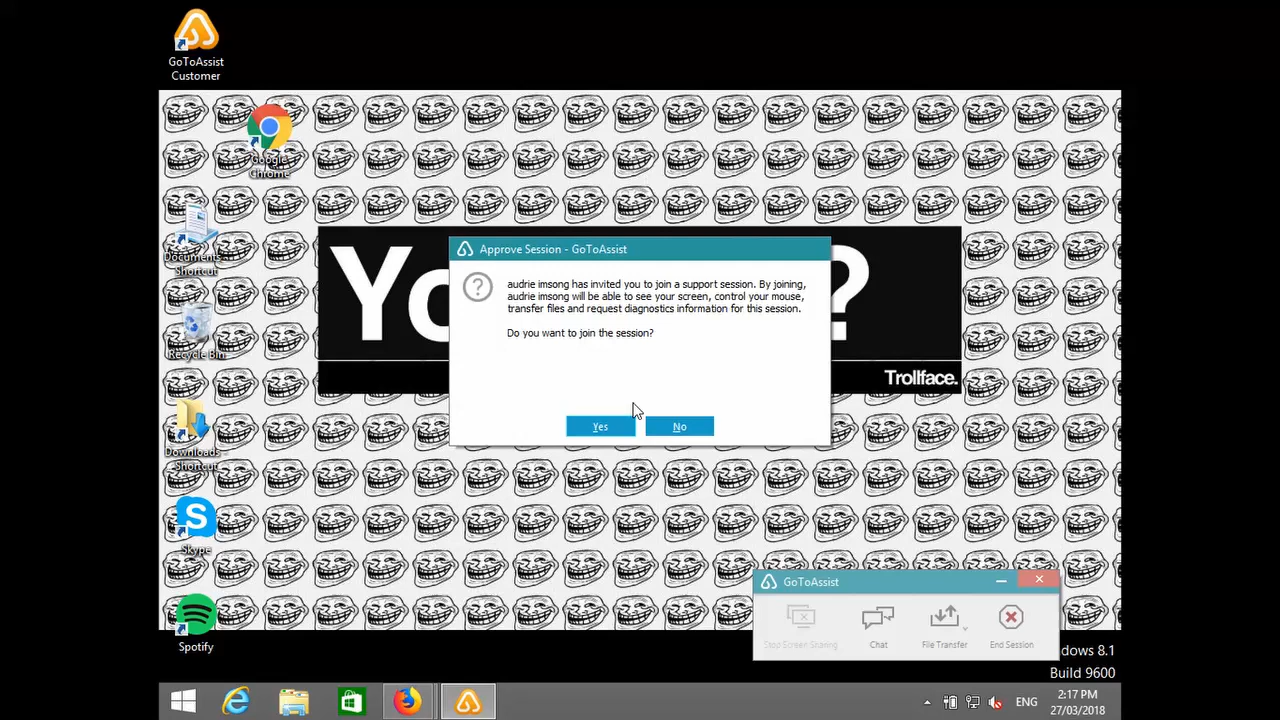 GoToAssist
Customer
Google
Chrome
Documents -
Shortcut
Recycle Bin
Downloads -
Shortcut
Skype
Spotify
Yo
?
Trollface.
Approve Session - GoToAssist
audrie imsong has invited you to join a support session. By joining,
audrie imsong will be able to see your screen, control your mouse,
transfer files and request diagnostics information for this session.
Do you want to join the session?
Yes
No
GoToAssist
Stop Screen Sharing
Chat
File Transfer
End Session
dows 8.1
Build 9600
ENG
2:17 PM
27/03/2018